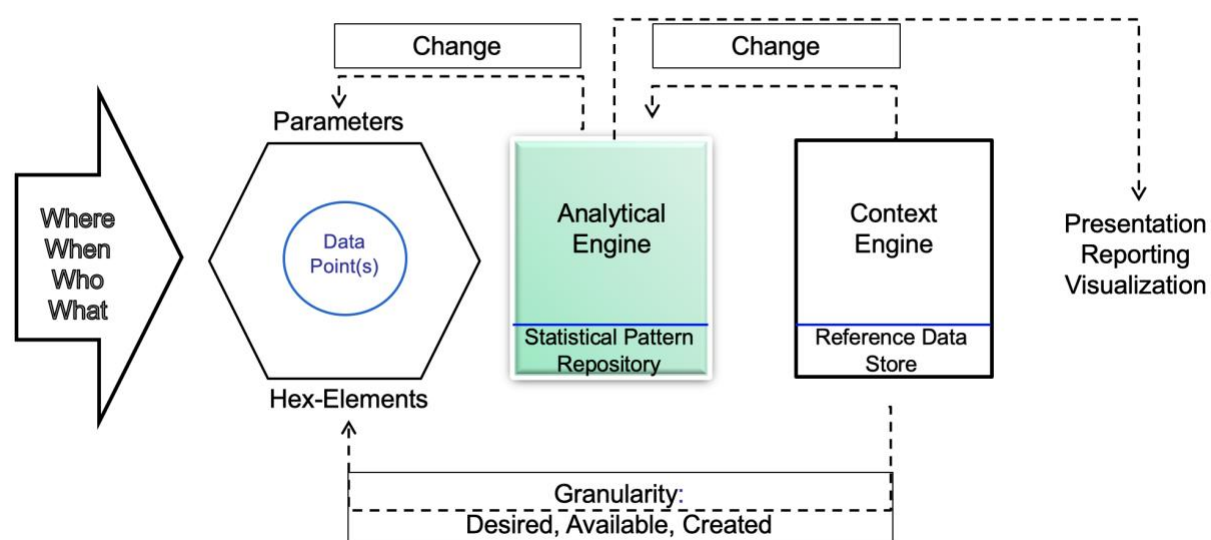 Change
Change
Parameters
Where
When
Who
What
Data
Point(s)
Analytical
Engine
Context
Engine
Presentation
Reporting
Visualization
Statistical Pattern
Repository
Reference Data
Store
Hex-Elements
Granularity:
Desired, Available, Created